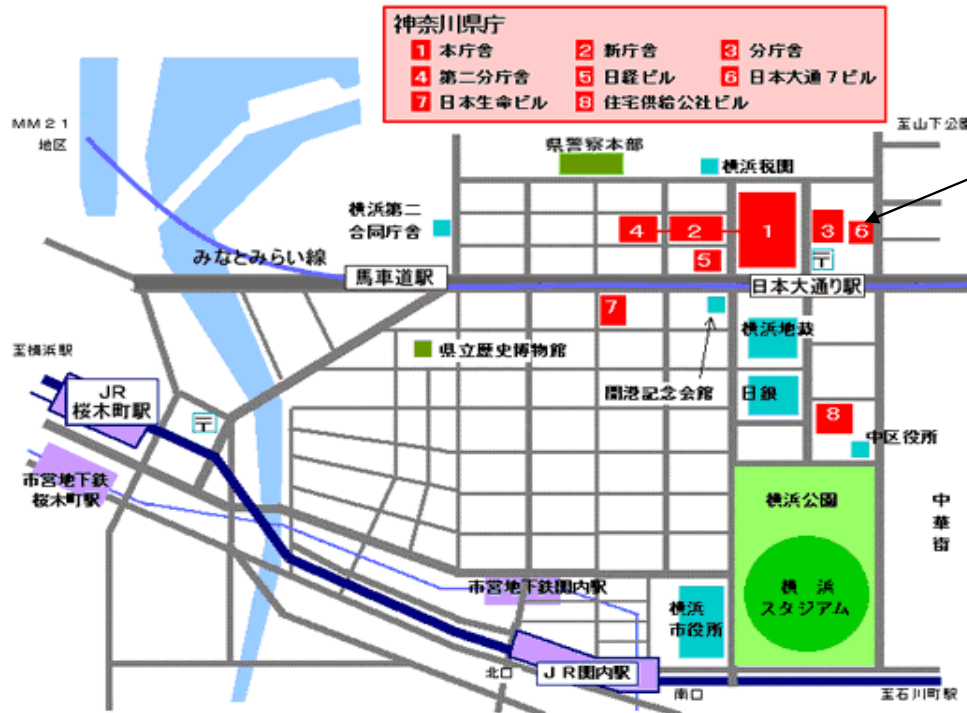 神奈川県庁
1 本庁舎 2 新庁舎 3 分庁舎
4 第二分庁舎 5 日経ビル 6 日本大通7ビル
7 日本生命ビル 8 住宅供給公社ビル
MM21
地区
至山下公園
県警察本部
横浜税関
横浜第二
合同庁舎
4 2 1 3 6
5
〒
みなとみらい線
馬車道駅
日本大通り駅
7
横浜地裁
至横浜駅
県立歴史博物館
開港記念会館
日銀
JR
桜木町駅
〒
8
中区役所
市営地下鉄
桜木町駅
横浜公園
中華街
横浜
スタジアム
市営地下鉄関内駅
横浜
市役所
北口
JR関内駅
南口
至石川町駅